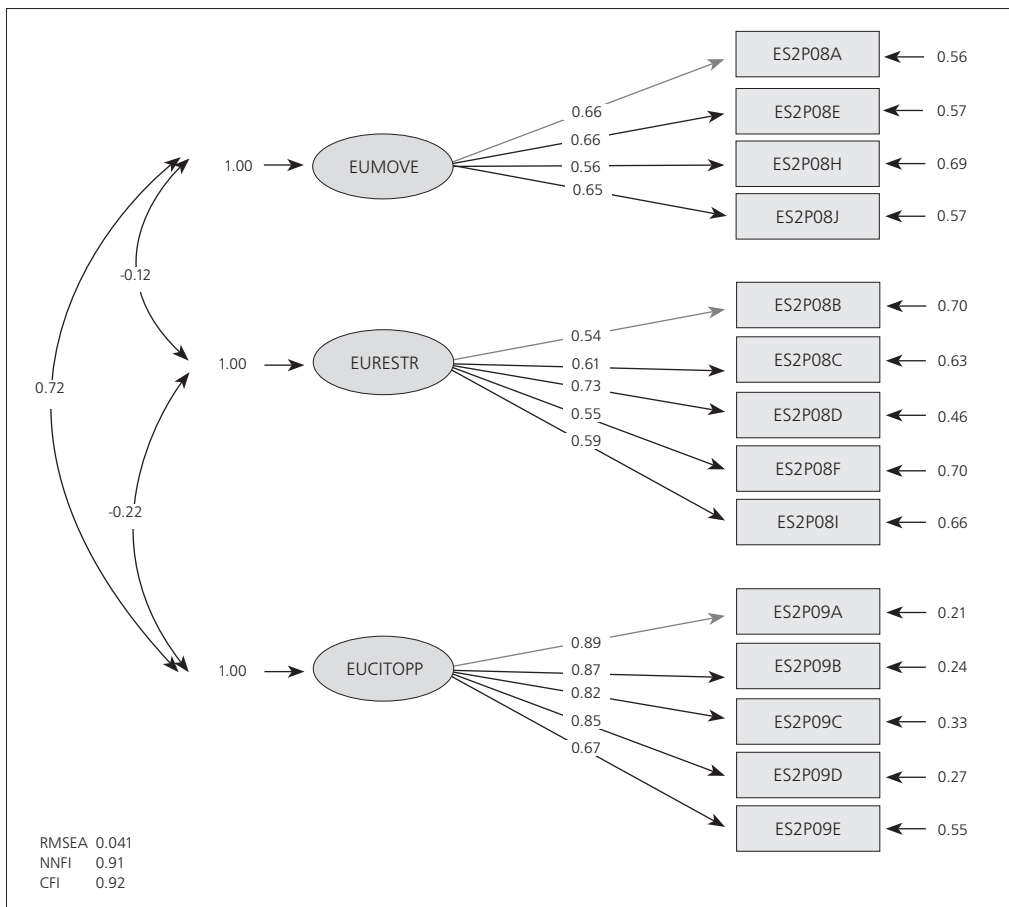 ES2P08A
0.56
0.66
ES2P08E
0.57
0.66
1.00
EUMOVE
0.56
ES2P08H
0.69
0.65
ES2P08J
0.57
-0.12
ES2P08B
0.70
0.54
1.00
EURESTR
0.61
ES2P08C
0.63
0.72
0.73
ES2P08D
0.46
0.55
0.59
ES2P08F
0.70
-0.22
ES2P08I
0.66
ES2P09A
0.21
0.89
1.00
EUCITOPP
0.87
ES2P09B
0.24
0.82
ES2P09C
0.33
0.85
0.67
ES2P09D
0.27
ES2P09E
0.55
RMSEA 0.041
NNFI 0.91
CFI 0.92